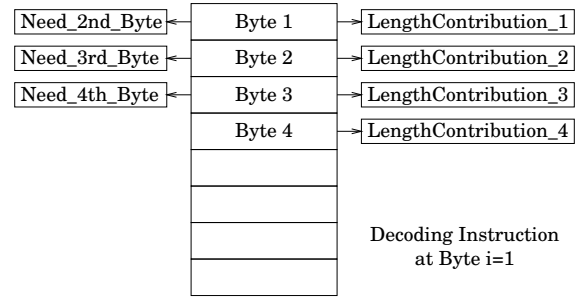 Need_2nd_Byte Byte 1 LengthContribution_1
Need_3rd_Byte Byte 2 LengthContribution_2
Need_4th_Byte Byte 3 LengthContribution_3
Byte 4 LengthContribution_4
Decoding Instruction
at Byte i=1